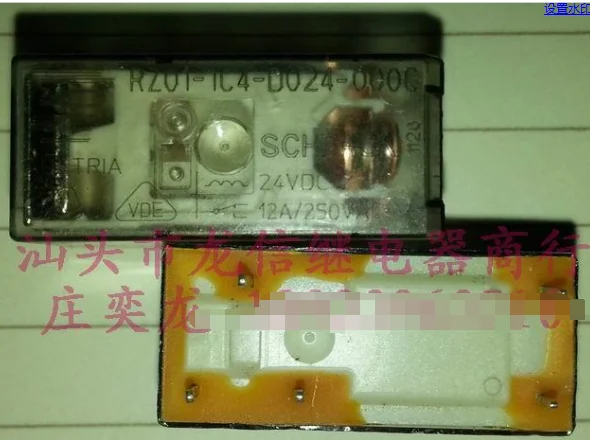 设置水印
RZ01-1C4-D024-000C
SCH
1120
24VDC
VDE
12A/250V
汕头市龙信继电器商行
庄奕龙